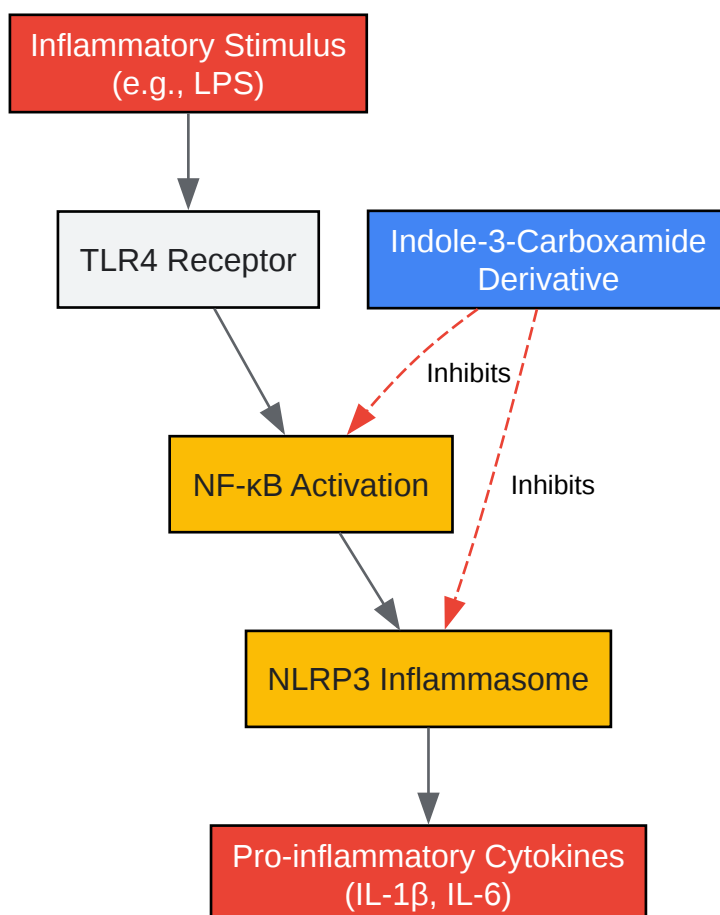 Inflammatory Stimulus
(e.g., LPS)
TLR4 Receptor
Indole-3-Carboxamide
Derivative
Inhibits
NF-κB Activation
Inhibits
NLRP3 Inflammasome
Pro-inflammatory Cytokines
(IL-1β, IL-6)